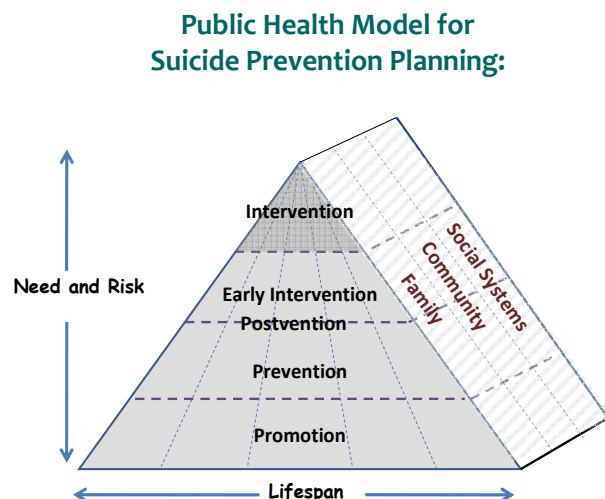 Public Health Model for
Suicide Prevention Planning:
Intervention
Need and Risk
Early Intervention
Postvention
Prevention
Promotion
Family
Community
Social Systems
Lifespan